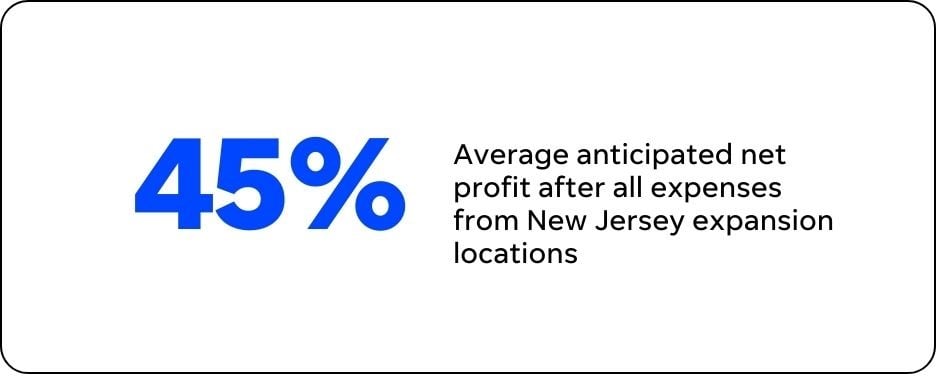 45%
Average anticipated net
profit after all expenses
from New Jersey expansion
locations